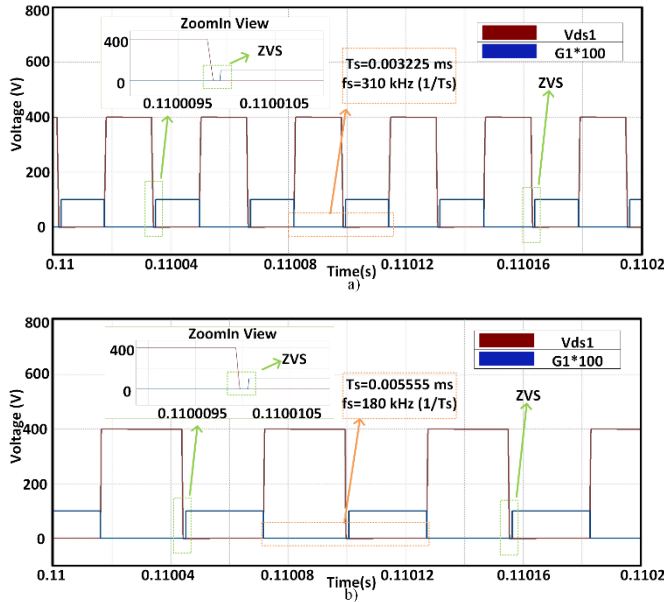 800
600
400
200
0
Voltage (V)
ZoomIn View
400
0
ZVS
0.1100095
0.1100105
Ts=0.003225 ms
fs=310 kHz (1/Ts)
Vds1
G1*100
ZVS
0.11
0.11004
0.11008
0.110012
0.110016
0.1102
Time(s)
a)
800
600
400
200
0
Voltage (V)
ZoomIn View
400
0
ZVS
0.1100095
0.1100105
Ts=0.005555 ms
fs=180 kHz (1/Ts)
Vds1
G1*100
ZVS
0.11
0.11004
0.11008
0.110012
0.110016
0.1102
Time(s)
b)